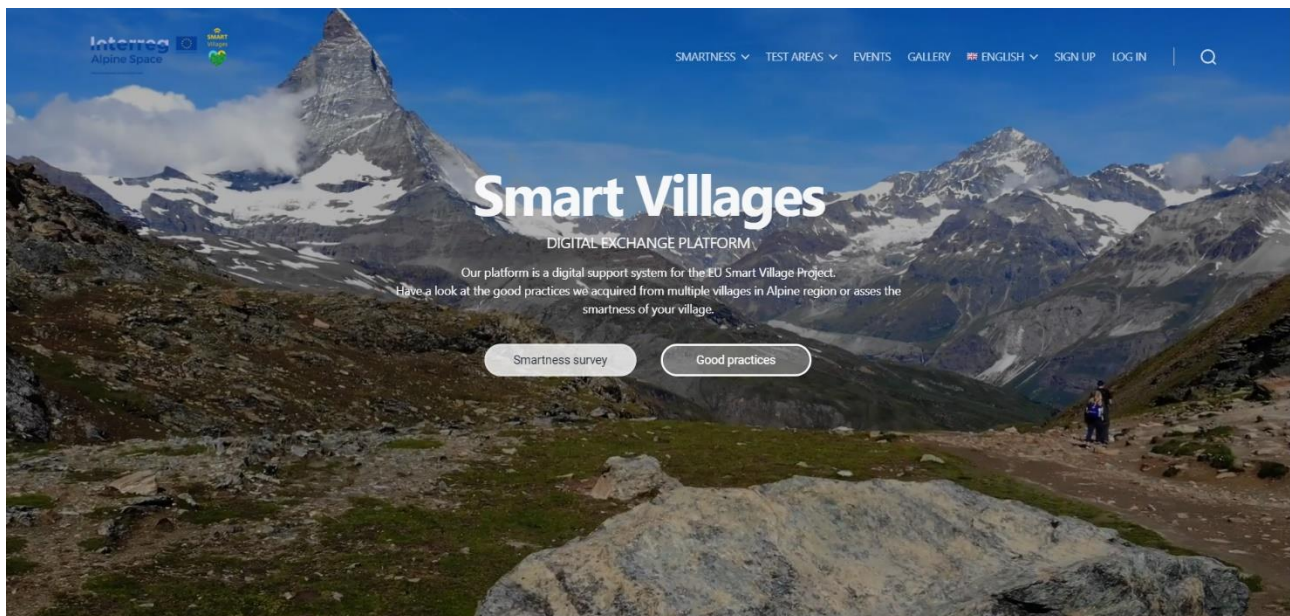 Interreg
Alpine Space
SMART
villages
SMARTNESS TEST AREAS EVENTS GALLERY ENGLISH SIGN UP LOG IN
Smart Villages
DIGITAL EXCHANGE PLATFORM
Our platform is a digital support system for the EU Smart Village Project.
Have a look at the good practices we acquired from multiple villages in Alpine region or asses the
smartness of your village.
Smartness survey Good practices